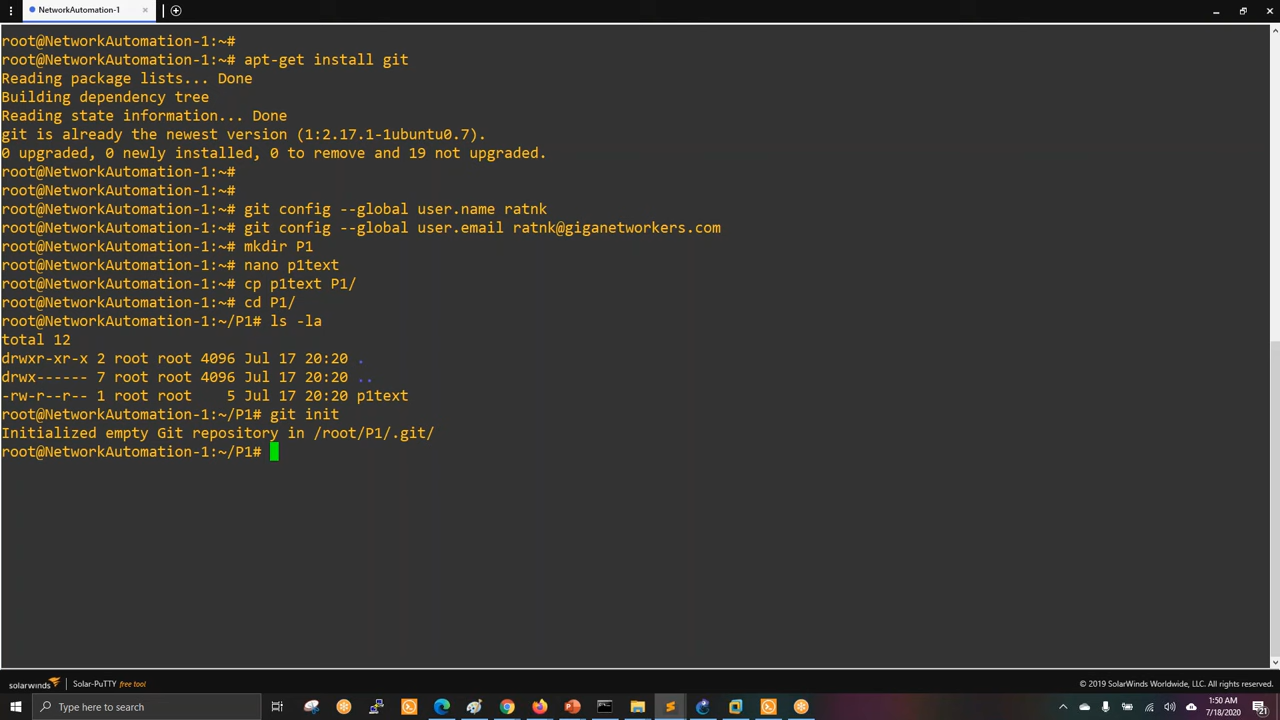 NetworkAutomation-1
root@NetworkAutomation-1:~#
root@NetworkAutomation-1:~# apt-get install git
Reading package lists... Done
Building dependency tree
Reading state information... Done
git is already the newest version (1:2.17.1-1ubuntu0.7).
0 upgraded, 0 newly installed, 0 to remove and 19 not upgraded.
root@NetworkAutomation-1:~#
root@NetworkAutomation-1:~#
root@NetworkAutomation-1:~# git config --global user.name ratnk
root@NetworkAutomation-1:~# git config --global user.email ratnk@giganetworkers.com
root@NetworkAutomation-1:~# mkdir P1
root@NetworkAutomation-1:~# nano p1text
root@NetworkAutomation-1:~# cp p1text P1/
root@NetworkAutomation-1:~# cd P1/
root@NetworkAutomation-1:~/P1# ls -la
total 12
drwxr-xr-x 2 root root 4096 Jul 17 20:20 .
drwx------ 7 root root 4096 Jul 17 20:20 ..
-rw-r--r-- 1 root root    5 Jul 17 20:20 p1text
root@NetworkAutomation-1:~/P1# git init
Initialized empty Git repository in /root/P1/.git/
root@NetworkAutomation-1:~/P1#
solarwinds Solar-PuTTY free tool © 2019 SolarWinds Worldwide, LLC. All rights reserved.
Type here to search
1:50 AM
7/18/2020
21